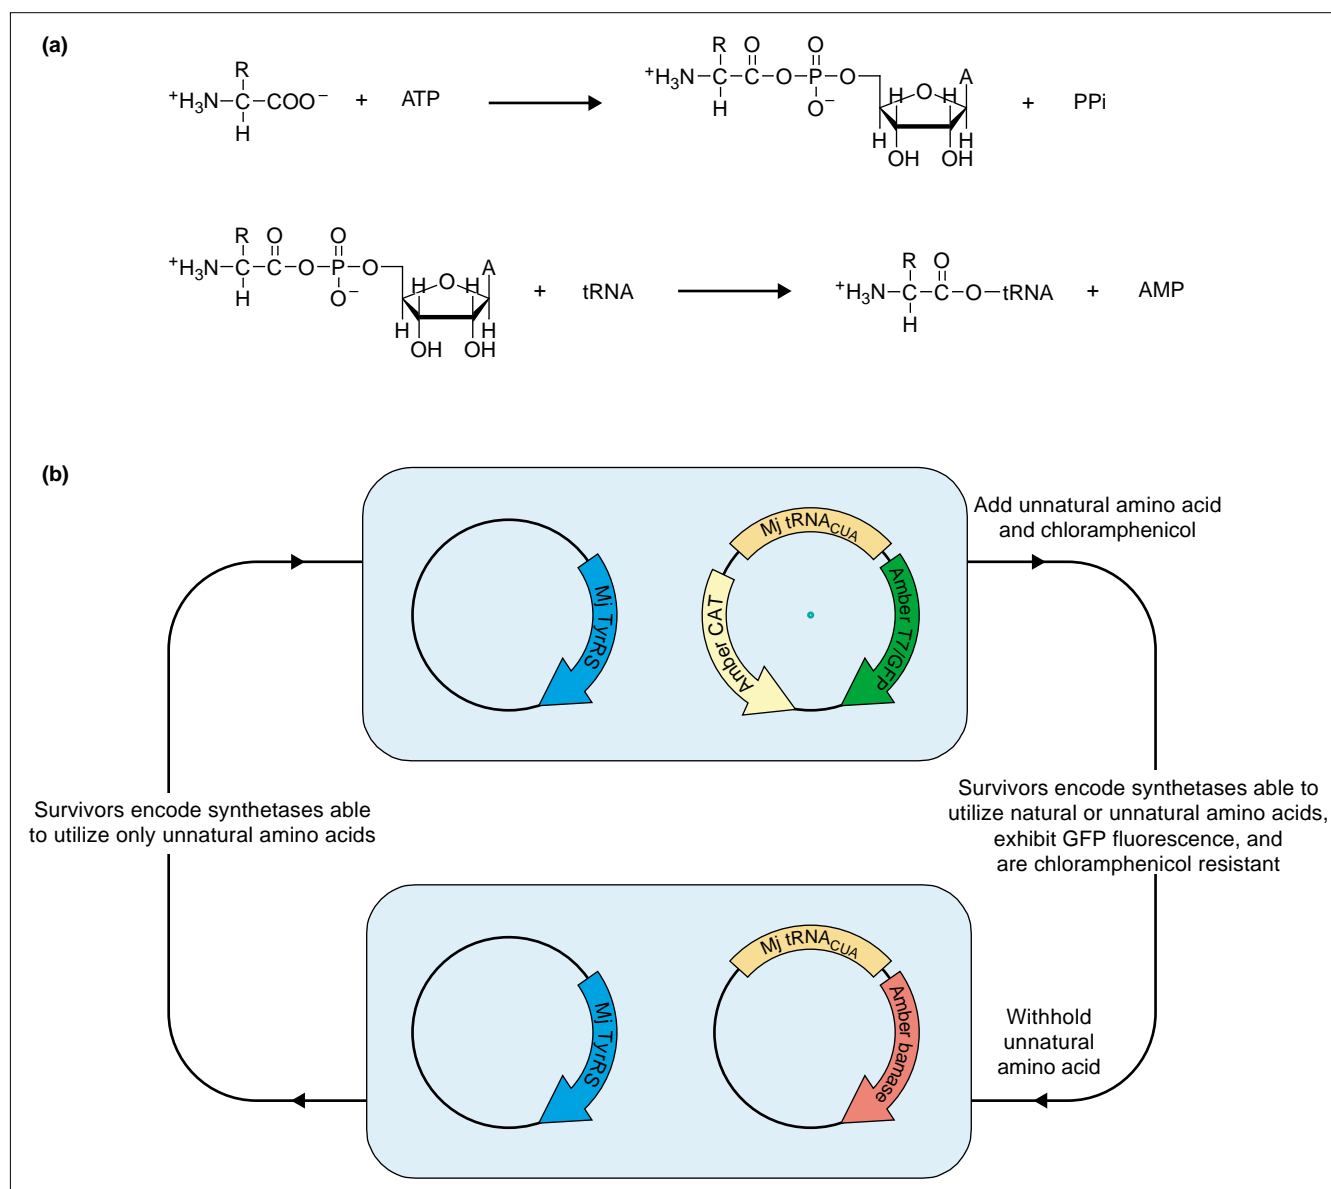 (a)
R
+H3N–C–COO–
H
+
ATP
R O O
+H3N–C–C–O–P–O
H O– H O H A
H H
OH OH
+
PPi
R O O
+H3N–C–C–O–P–O
H O– H O H A
H H
OH OH
+
tRNA
R O
+H3N–C–C–O–tRNA
H
+
AMP
(b)
Mj TyrRS
Mj tRNACUA
Amber CAT
Amber T7/GFP
Add unnatural amino acid
and chloramphenicol
Survivors encode synthetases able
to utilize only unnatural amino acids
Survivors encode synthetases able to
utilize natural or unnatural amino acids,
exhibit GFP fluorescence, and
are chloramphenicol resistant
Mj TyrRS
Mj tRNACUA
Amber barnase
Withhold
unnatural
amino acid